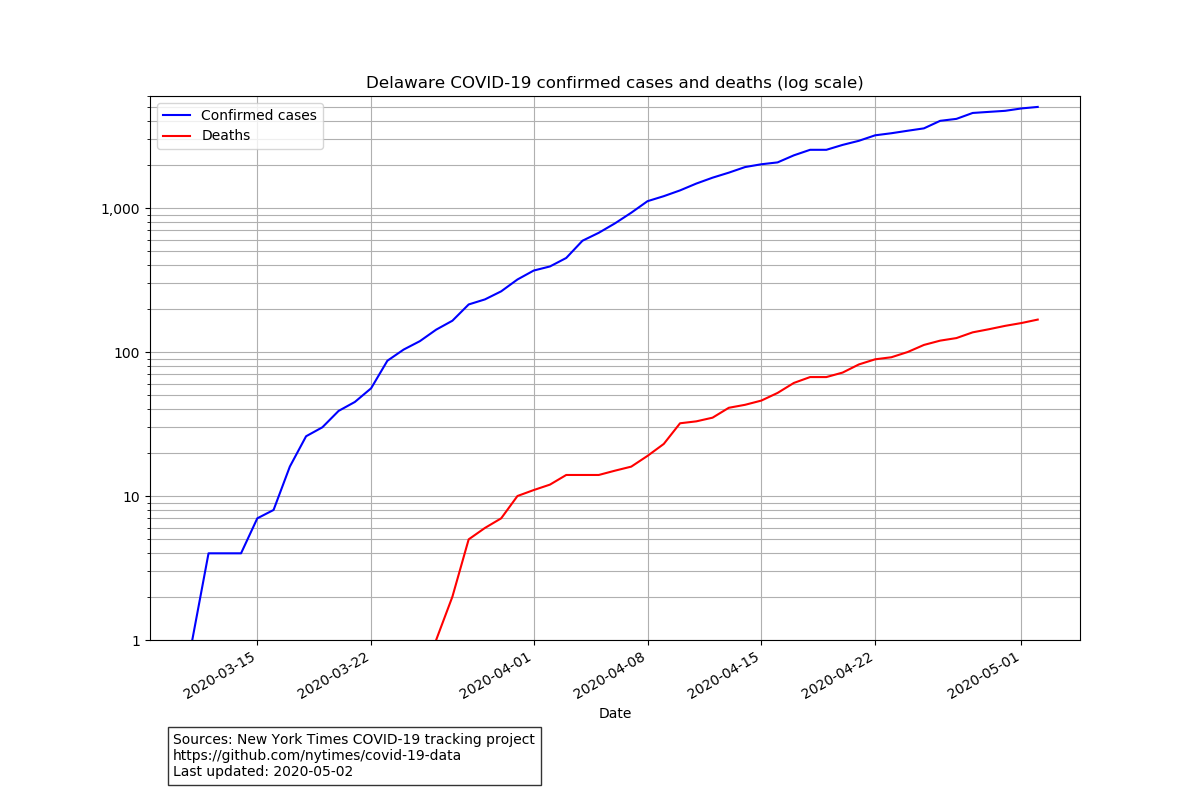 Delaware COVID-19 confirmed cases and deaths (log scale)
Confirmed cases
Deaths
1,000
100
10
1
2020-03-15
2020-03-22
2020-04-01
2020-04-08
2020-04-15
2020-04-22
2020-05-01
Date
Sources: New York Times COVID-19 tracking project
https://github.com/nytimes/covid-19-data
Last updated: 2020-05-02